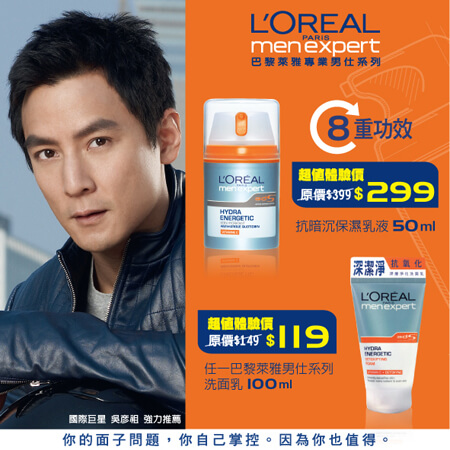 L'ORÉAL
PARIS
men expert
巴黎萊雅專業男仕系列
8重功效
超值體驗價
原價$399 $299
抗暗沉保濕乳液 50ml
L'ORÉAL
men expert
HYDRA
ENERGETIC
深潔淨 抗氧化
L'ORÉAL
men expert
HYDRA
ENERGETIC
超值體驗價
原價$149 $119
任一巴黎萊雅男仕系列
洗面乳 100ml
國際巨星 吳彦祖 強力推薦
你的面子問題，你自己掌控。因為你也值得。